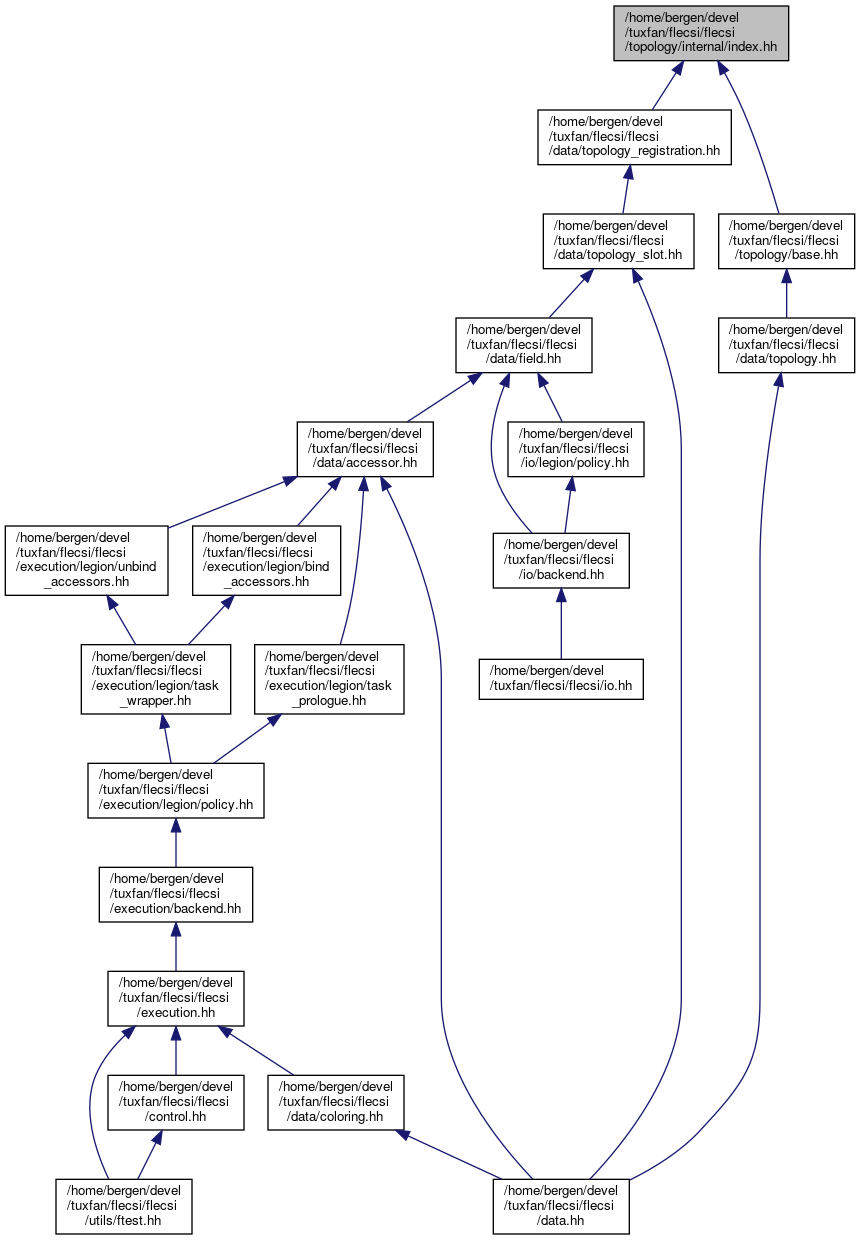 /home/bergen/devel
/tuxfan/flecsi/flecsi
/topology/internal/index.hh
/home/bergen/devel
/tuxfan/flecsi/flecsi
/data/topology_registration.hh
/home/bergen/devel
/tuxfan/flecsi/flecsi
/data/topology_slot.hh
/home/bergen/devel
/tuxfan/flecsi/flecsi
/topology/base.hh
/home/bergen/devel
/tuxfan/flecsi/flecsi
/data/field.hh
/home/bergen/devel
/tuxfan/flecsi/flecsi
/data/topology.hh
/home/bergen/devel
/tuxfan/flecsi/flecsi
/data/accessor.hh
/home/bergen/devel
/tuxfan/flecsi/flecsi
/io/legion/policy.hh
/home/bergen/devel
/tuxfan/flecsi/flecsi
/execution/legion/unbind
_accessors.hh
/home/bergen/devel
/tuxfan/flecsi/flecsi
/execution/legion/bind
_accessors.hh
/home/bergen/devel
/tuxfan/flecsi/flecsi
/io/backend.hh
/home/bergen/devel
/tuxfan/flecsi/flecsi
/execution/legion/task
_wrapper.hh
/home/bergen/devel
/tuxfan/flecsi/flecsi
/execution/legion/task
_prologue.hh
/home/bergen/devel
/tuxfan/flecsi/flecsi/io.hh
/home/bergen/devel
/tuxfan/flecsi/flecsi
/execution/legion/policy.hh
/home/bergen/devel
/tuxfan/flecsi/flecsi
/execution/backend.hh
/home/bergen/devel
/tuxfan/flecsi/flecsi
/execution.hh
/home/bergen/devel
/tuxfan/flecsi/flecsi
/control.hh
/home/bergen/devel
/tuxfan/flecsi/flecsi
/data/coloring.hh
/home/bergen/devel
/tuxfan/flecsi/flecsi
/utils/ftest.hh
/home/bergen/devel
/tuxfan/flecsi/flecsi
/data.hh